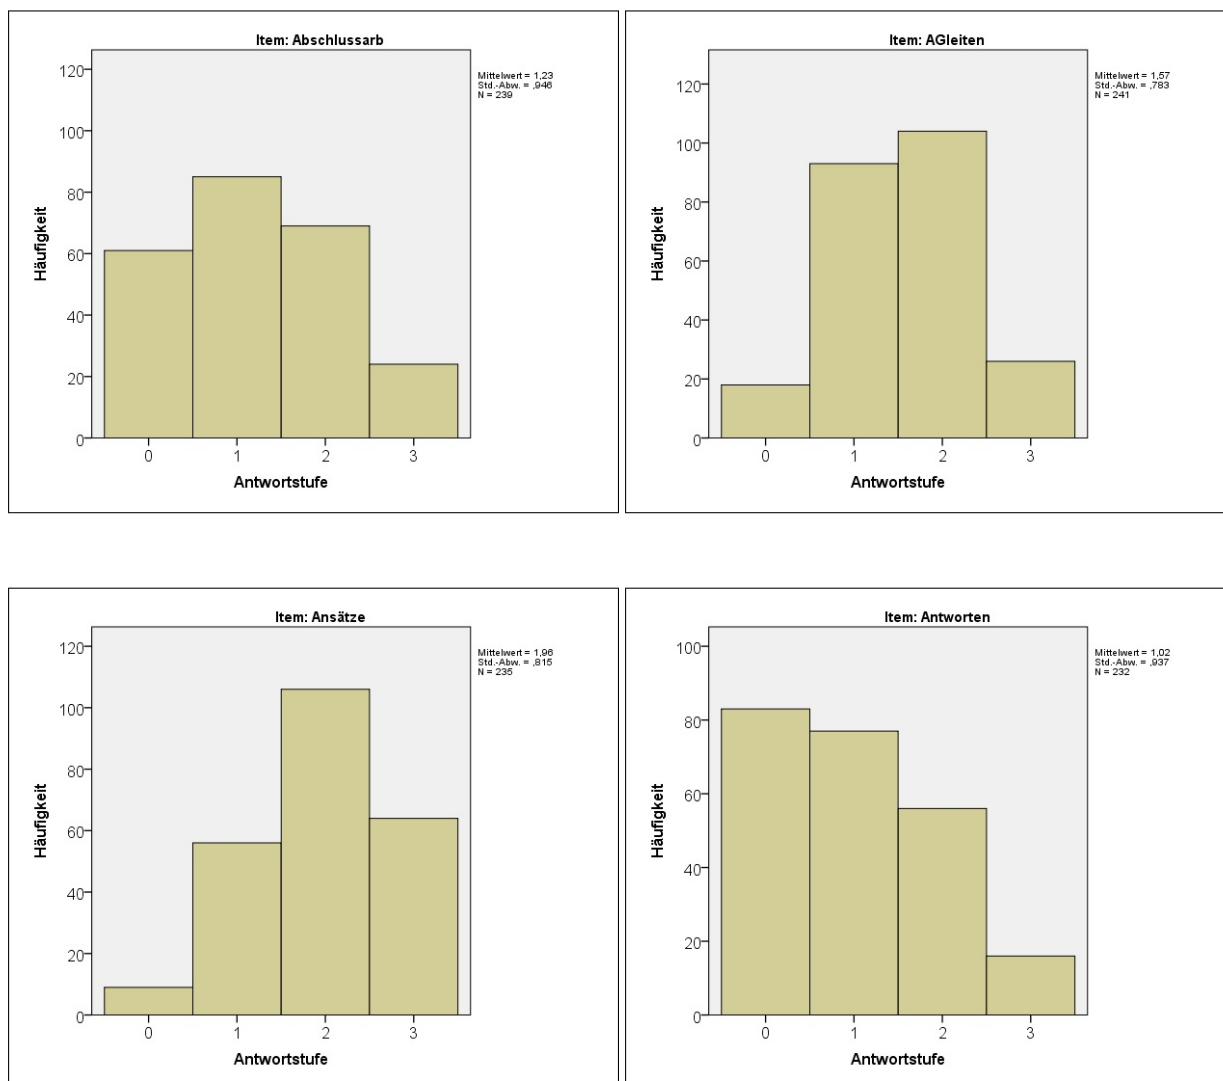 Item: Abschlussarb
Mittelwert = 1,23
Std.-Abw. = ,946
N = 239
120
100
80
60
40
20
0
Häufigkeit
0 1 2 3
Antwortstufe
Item: AGleiten
Mittelwert = 1,57
Std.-Abw. = ,783
N = 241
120
100
80
60
40
20
0
Häufigkeit
0 1 2 3
Antwortstufe
Item: Ansätze
Mittelwert = 1,96
Std.-Abw. = ,815
N = 235
120
100
80
60
40
20
0
Häufigkeit
0 1 2 3
Antwortstufe
Item: Antworten
Mittelwert = 1,02
Std.-Abw. = ,937
N = 232
100
80
60
40
20
0
Häufigkeit
0 1 2 3
Antwortstufe